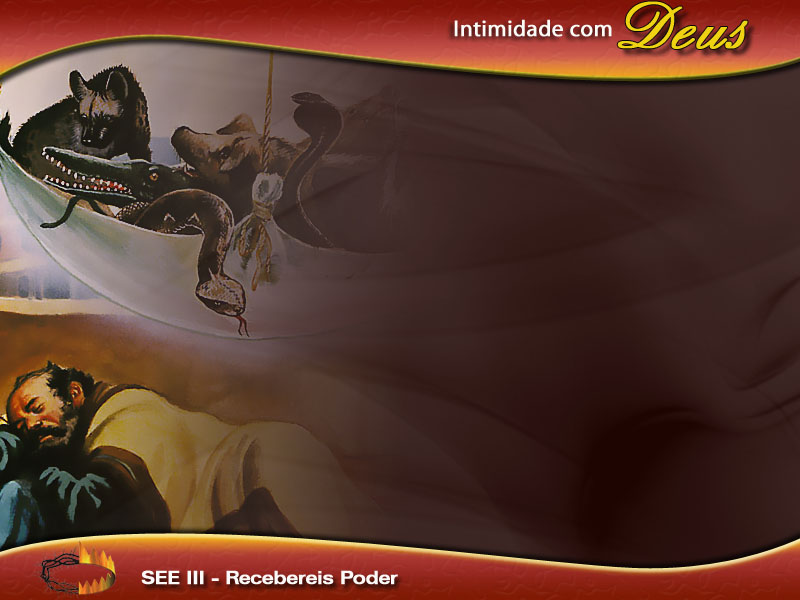 Intimidade com Deus
SEE III - Recebereis Poder